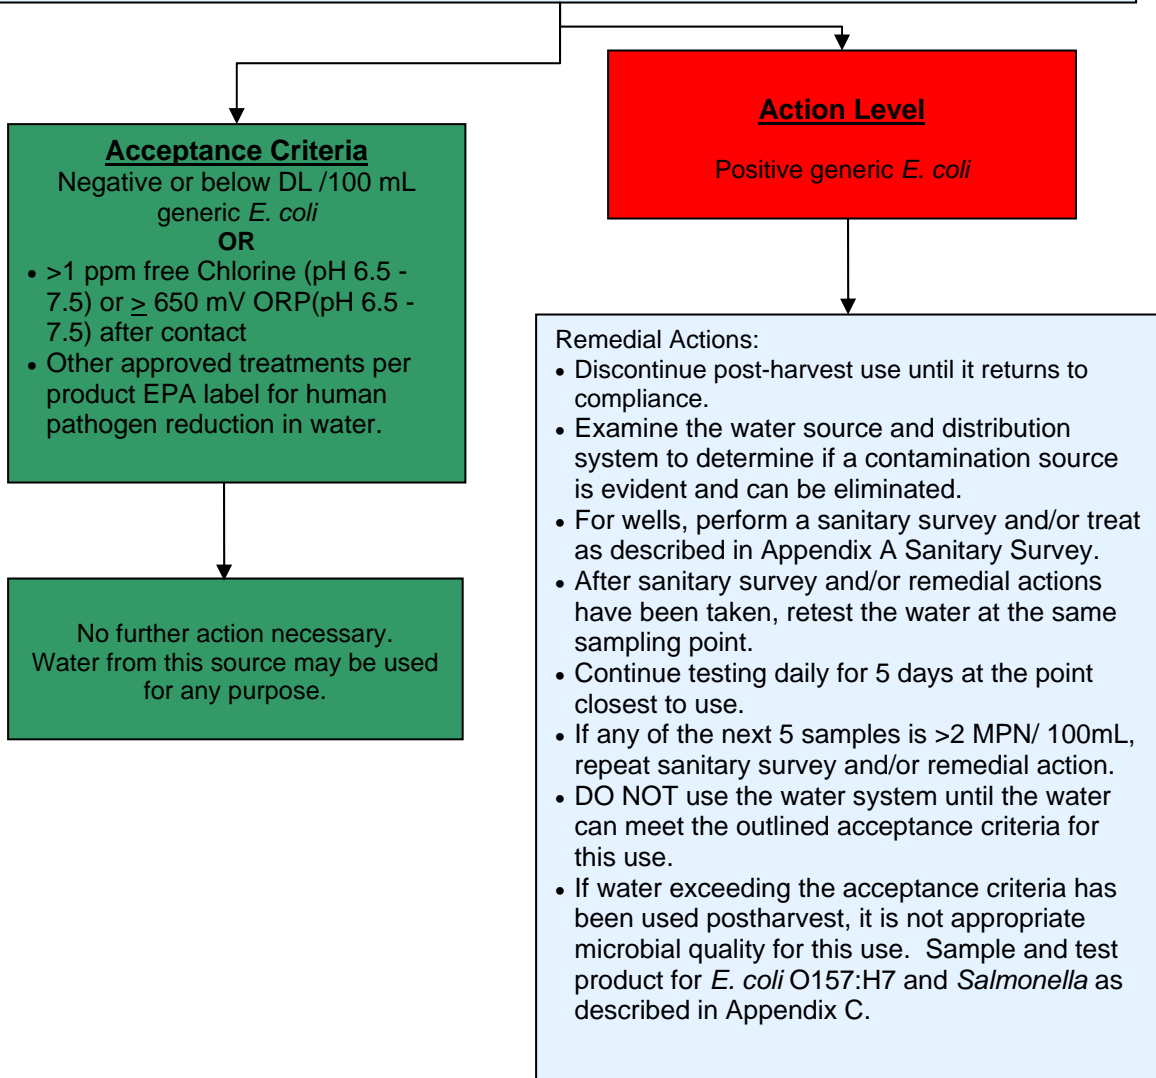 Acceptance Criteria
Negative or below DL /100 mL
generic E. coli
OR
• >1 ppm free Chlorine (pH 6.5 -
7.5) or ≥ 650 mV ORP(pH 6.5 -
7.5) after contact
• Other approved treatments per
product EPA label for human
pathogen reduction in water.
No further action necessary.
Water from this source may be used
for any purpose.
Action Level
Positive generic E. coli
Remedial Actions:
• Discontinue post-harvest use until it returns to
compliance.
• Examine the water source and distribution
system to determine if a contamination source
is evident and can be eliminated.
• For wells, perform a sanitary survey and/or treat
as described in Appendix A Sanitary Survey.
• After sanitary survey and/or remedial actions
have been taken, retest the water at the same
sampling point.
• Continue testing daily for 5 days at the point
closest to use.
• If any of the next 5 samples is >2 MPN/ 100mL,
repeat sanitary survey and/or remedial action.
• DO NOT use the water system until the water
can meet the outlined acceptance criteria for
this use.
• If water exceeding the acceptance criteria has
been used postharvest, it is not appropriate
microbial quality for this use.  Sample and test
product for E. coli O157:H7 and Salmonella as
described in Appendix C.